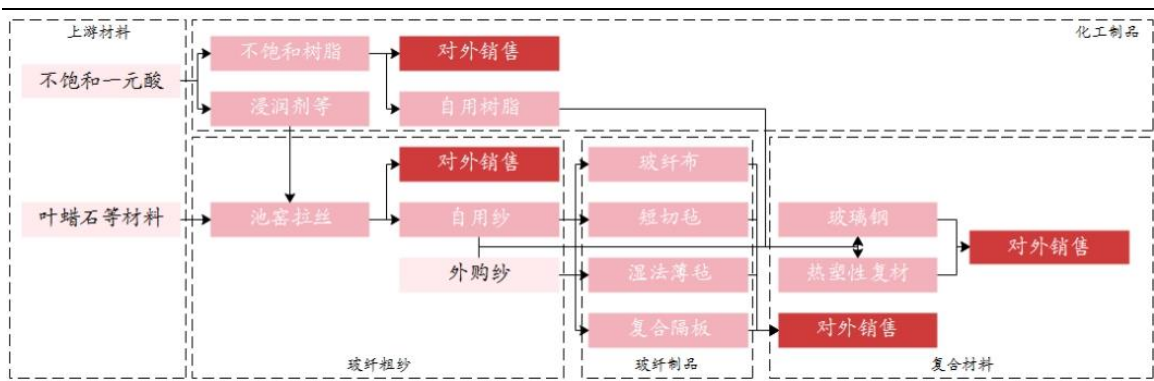 上游材料
化工制品
不饱和树脂
对外销售
不饱和一元酸
浸润剂等
自用树脂
对外销售
玻纤布
叶蜡石等材料
池窑拉丝
自用纱
短切毡
玻璃钢
对外销售
外购纱
湿法薄毡
热塑性复材
复合隔板
对外销售
玻纤粗纱
玻纤制品
复合材料